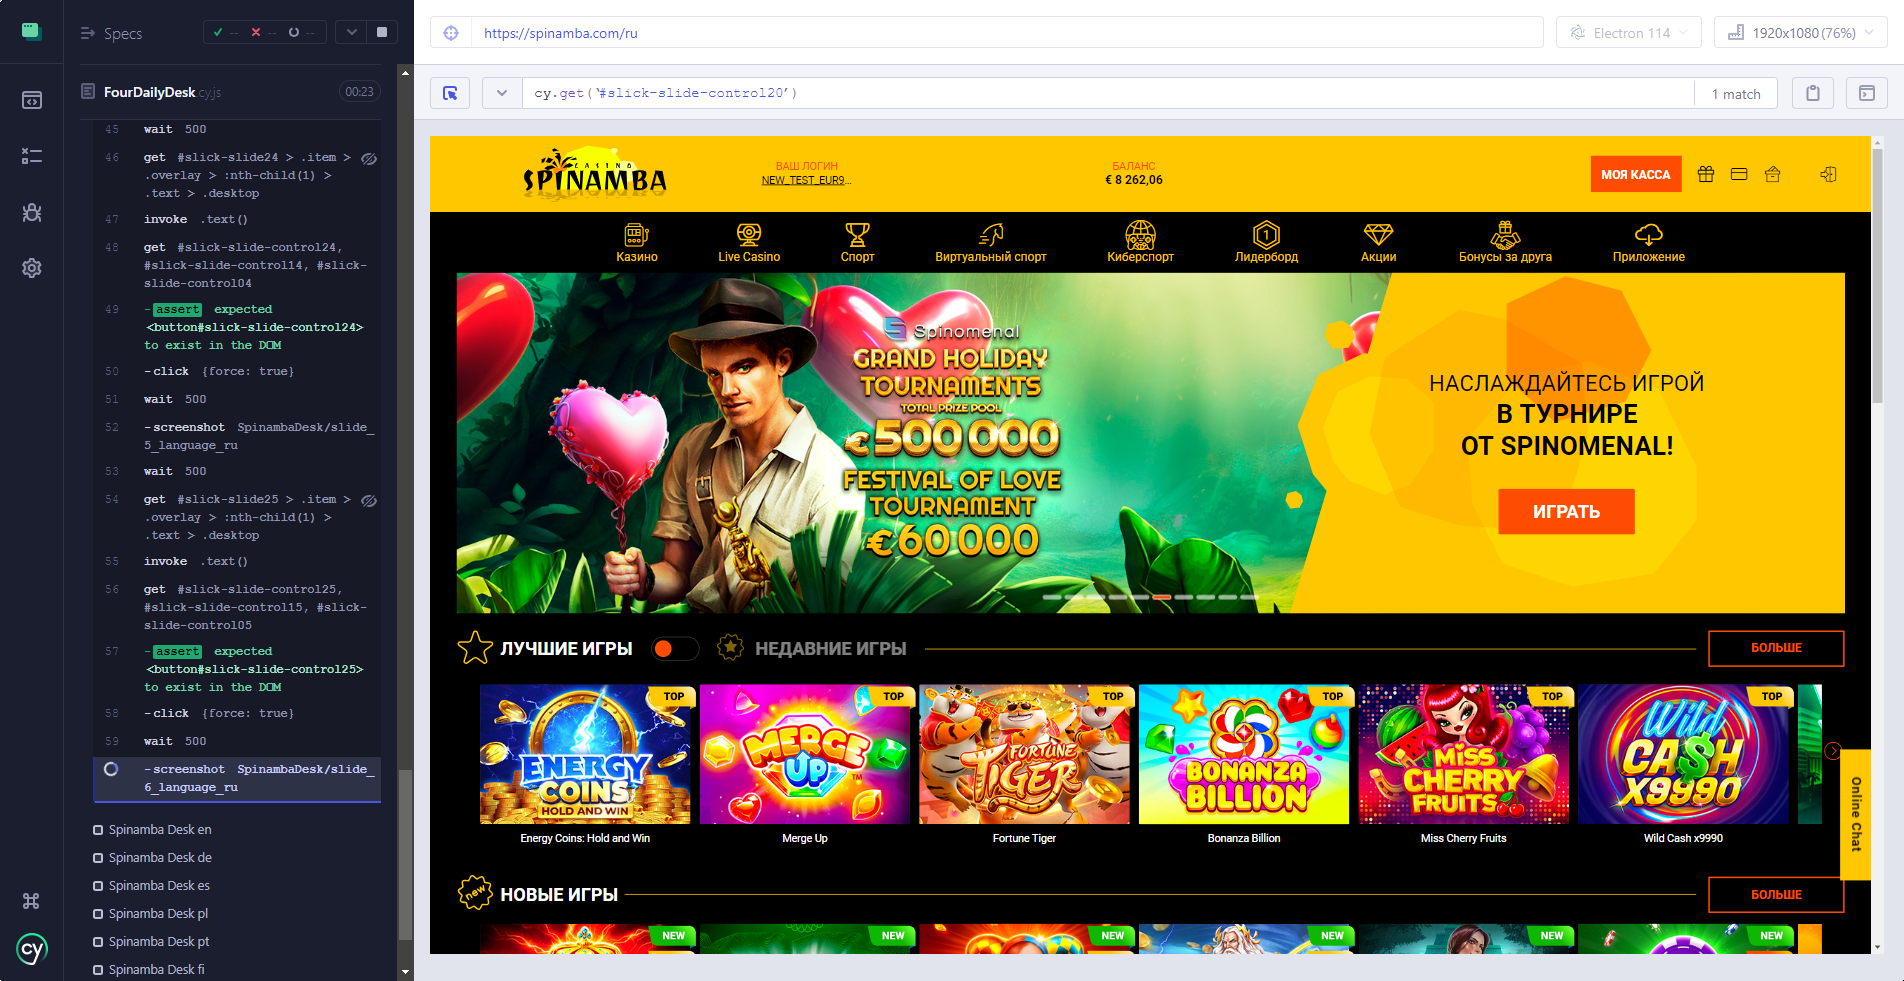 Specs
-- -- --
FourDailyDesk.cy.js
00:23
45 wait 500
46 get #slick-slide24 > .item >
.overlay > :nth-child(1) >
.text > .desktop
47 invoke .text()
48 get #slick-slide-control24,
#slick-slide-control14, #slick-
slide-control04
49 -assert expected
<button#slick-slide-control24>
to exist in the DOM
50 -click {force: true}
51 wait 500
52 -screenshot SpinambaDesk/slide_
5_language_ru
53 wait 500
54 get #slick-slide25 > .item >
.overlay > :nth-child(1) >
.text > .desktop
55 invoke .text()
56 get #slick-slide-control25,
#slick-slide-control15, #slick-
slide-control05
57 -assert expected
<button#slick-slide-control25>
to exist in the DOM
58 -click {force: true}
59 wait 500
-screenshot SpinambaDesk/slide_
6_language_ru
Spinamba Desk en
Spinamba Desk de
Spinamba Desk es
Spinamba Desk pl
Spinamba Desk pt
Spinamba Desk fi
cy
https://spinamba.com/ru
Electron 114
1920x1080 (76%)
cy.get('#slick-slide-control20')
1 match
CASINO
SPINAMBA
ВАШ ЛОГИН
NEW_TEST_EUR9...
БАЛАНС
€ 8 262,06
МОЯ КАССА
Казино
Live Casino
Спорт
Виртуальный спорт
Киберспорт
1
Лидерборд
Акции
Бонусы за друга
Приложение
Spinomenal
GRAND HOLIDAY
TOURNAMENTS
TOTAL PRIZE POOL
€500 000
FESTIVAL OF LOVE
TOURNAMENT
€60 000
НАСЛАЖДАЙТЕСЬ ИГРОЙ
В ТУРНИРЕ
ОТ SPINOMENAL!
ИГРАТЬ
ЛУЧШИЕ ИГРЫ
НЕДАВНИЕ ИГРЫ
БОЛЬШЕ
TOP
ENERGY
COINS
HOLD AND WIN
Energy Coins: Hold and Win
TOP
MERGE
UP
Merge Up
TOP
FORTUNE
TIGER
Fortune Tiger
TOP
BONANZA
BILLION
Bonanza Billion
TOP
MISS
CHERRY
FRUITS
Miss Cherry Fruits
TOP
Wild
CA$H
X9990
Wild Cash x9990
Online Chat
new
НОВЫЕ ИГРЫ
БОЛЬШЕ
NEW
NEW
NEW
NEW
NEW
NEW